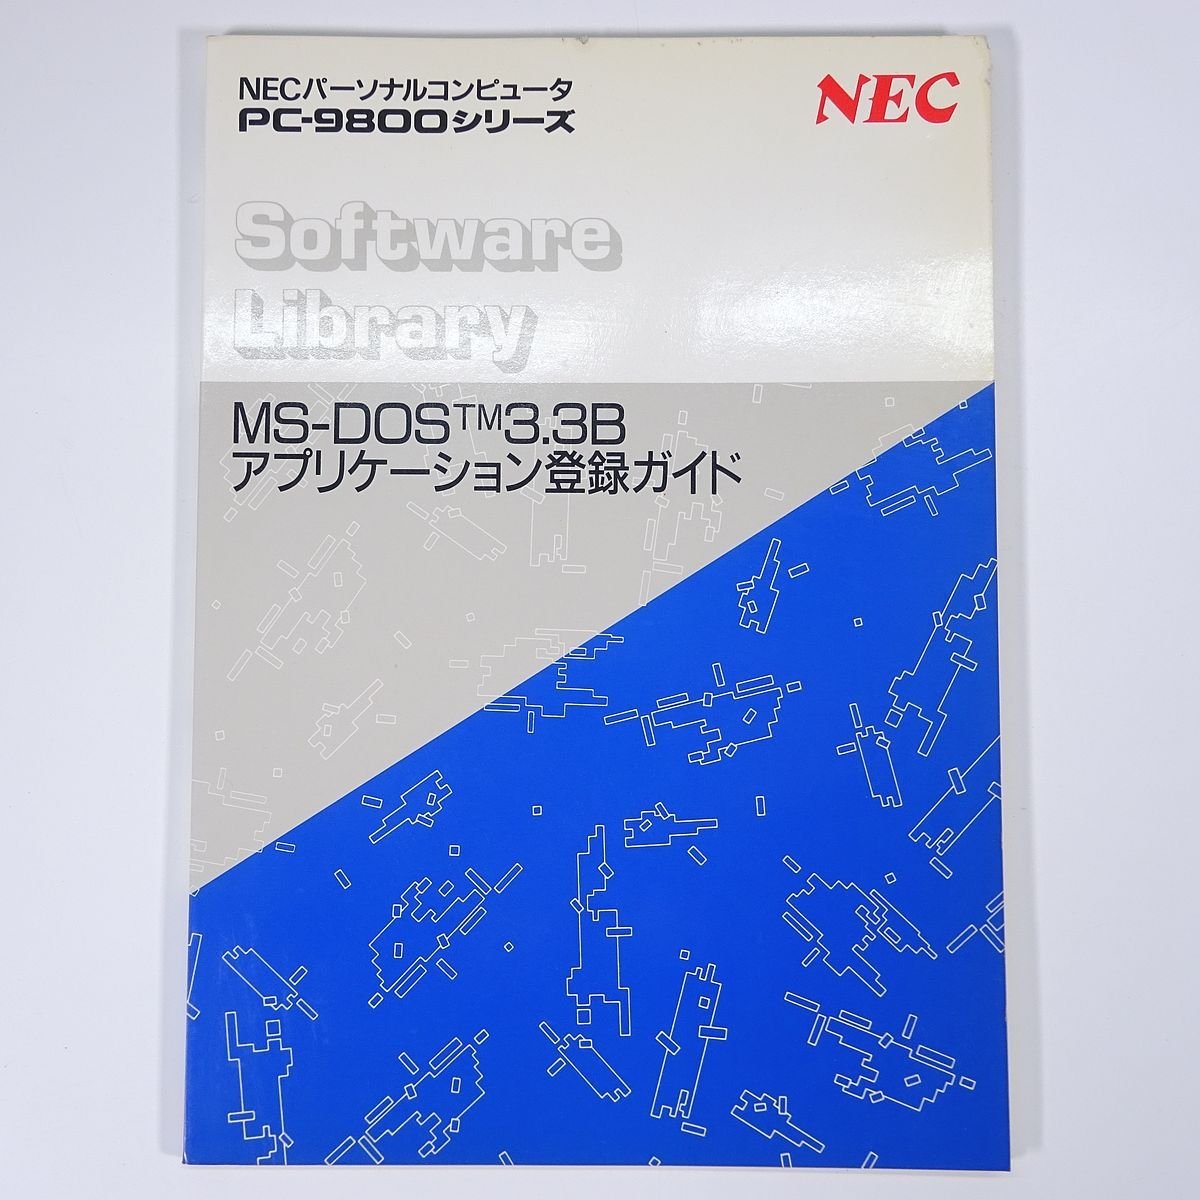 NECパーソナルコンピュータ
PC-9800シリーズ
NEC
Software
Library
MS-DOS™3.3B
アプリケーション登録ガイド